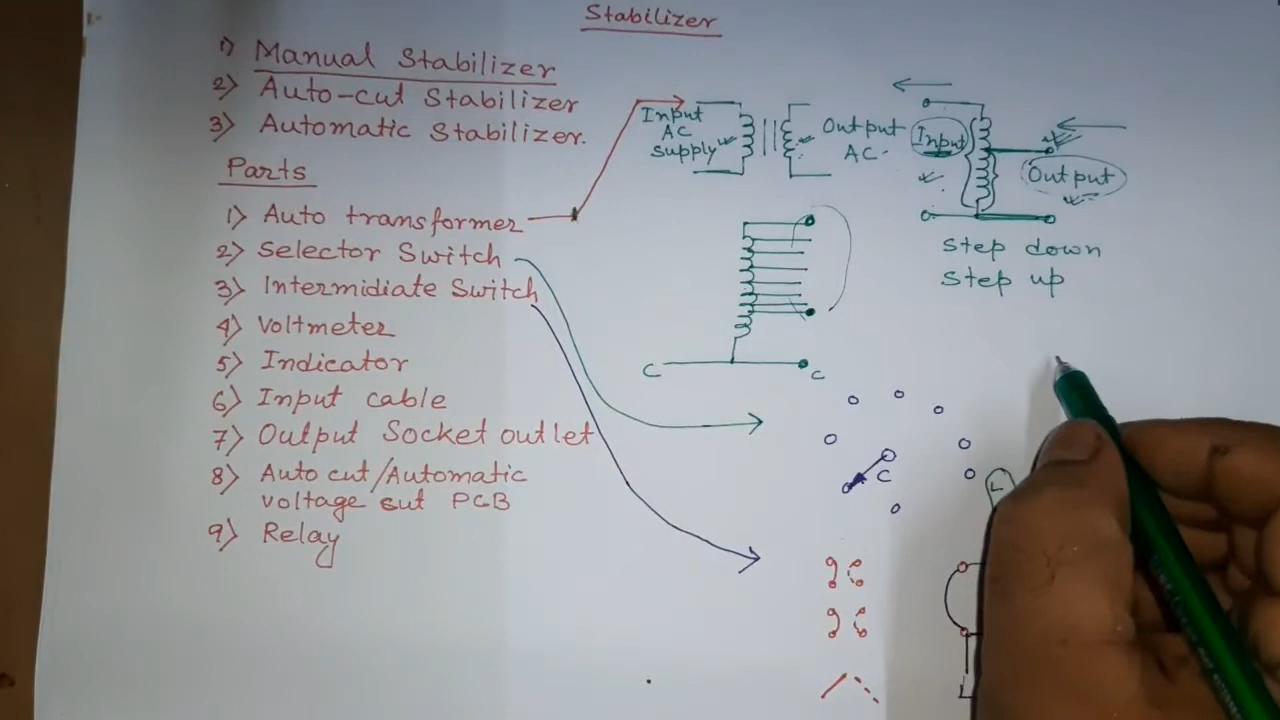 Stabilizer
1) Manual Stabilizer
2) Auto-cut Stabilizer
3) Automatic Stabilizer.
Parts
1) Auto transformer
2) Selector Switch
3) Intermidiate Switch
4) Voltmeter
5) Indicator
6) Input cable
7) Output Socket outlet
8) Auto cut/Automatic
voltage cut PCB
9) Relay
Input
AC
Supply
Output
AC
Input
Output
Step down
Step up
C
C
C
L
L